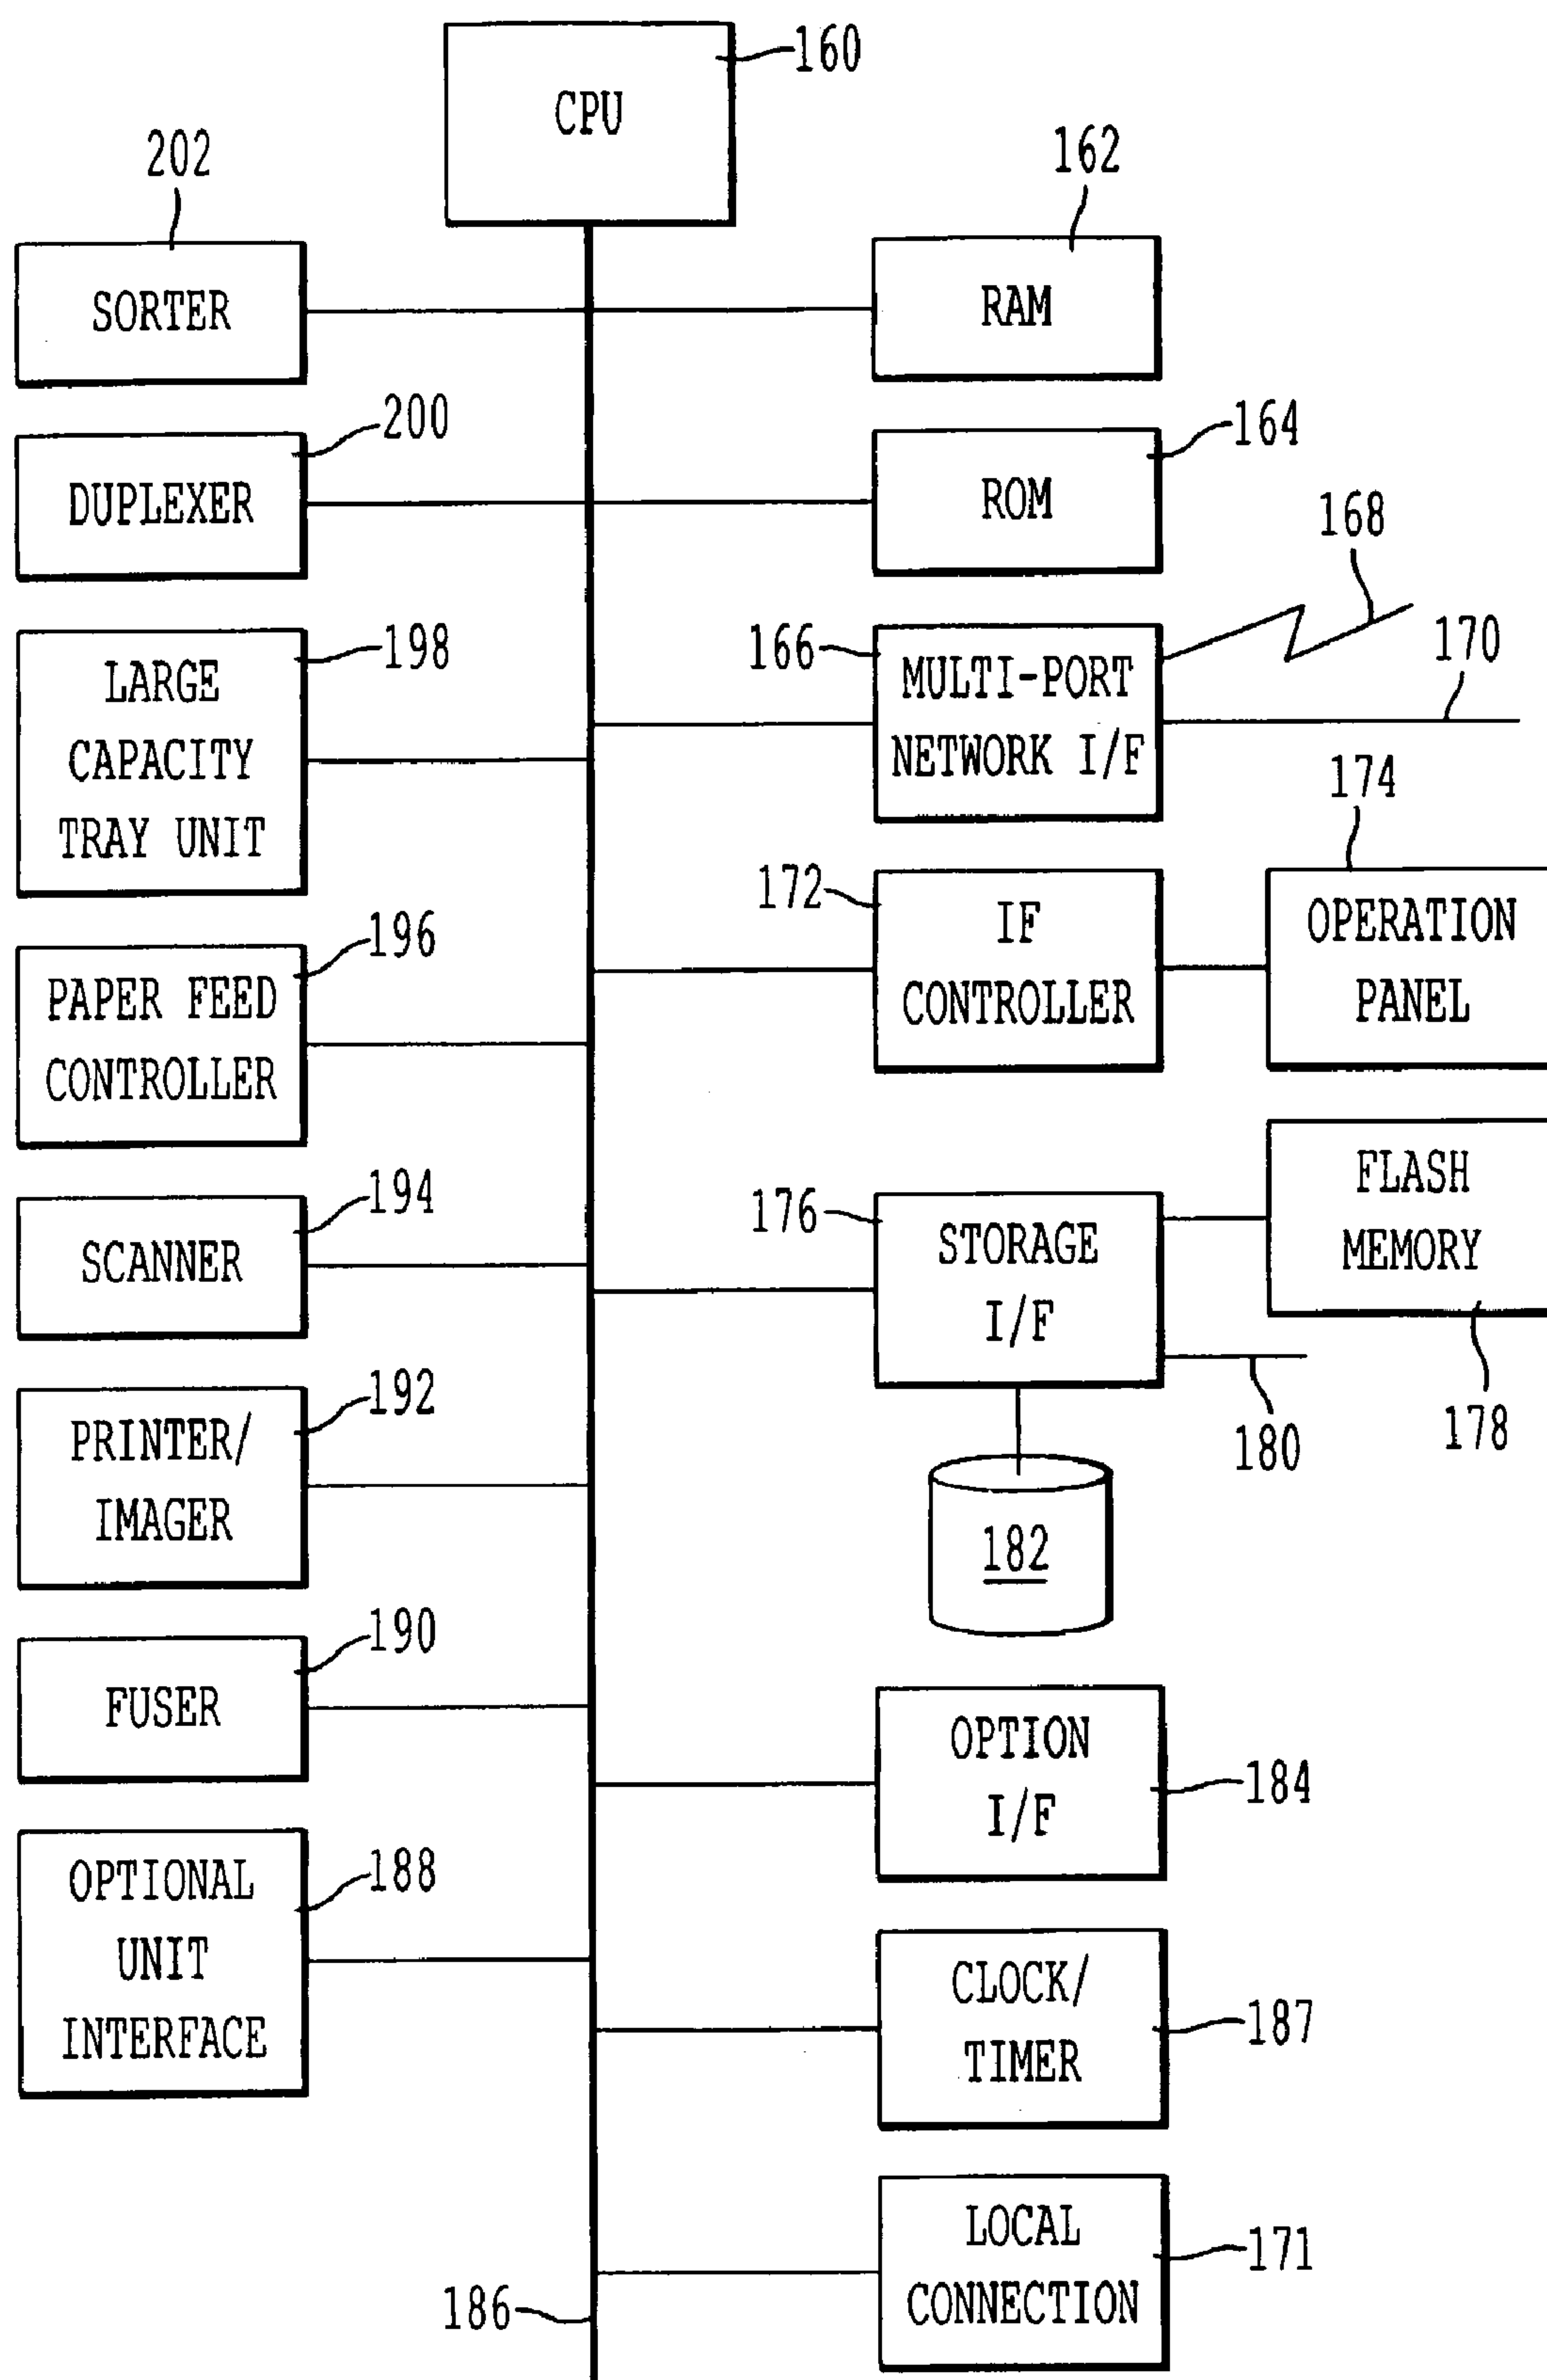 160
CPU
202
162
SORTER
RAM
200
164
DUPLEXER
ROM
168
198
166
170
LARGE
CAPACITY
TRAY UNIT
MULTI-PORT
NETWORK I/F
174
172
196
IF
CONTROLLER
OPERATION
PANEL
PAPER FEED
CONTROLLER
194
176
FLASH
MEMORY
SCANNER
STORAGE
I/F
192
180
178
PRINTER/
IMAGER
182
190
FUSER
OPTION
I/F
184
188
OPTIONAL
UNIT
INTERFACE
CLOCK/
TIMER
187
LOCAL
CONNECTION
171
186